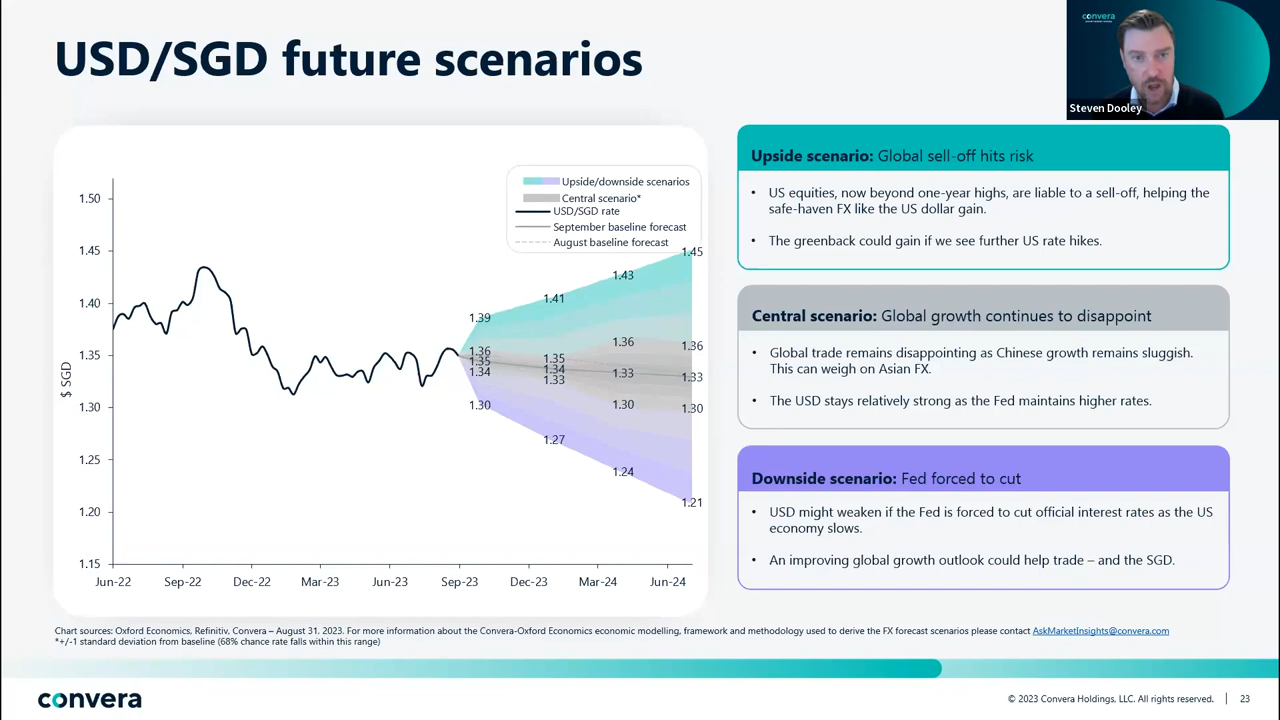 USD/SGD future scenarios
convera
Steven Dooley
Upside/downside scenarios
Central scenario*
USD/SGD rate
September baseline forecast
August baseline forecast
$ SGD
1.50
1.45
1.40
1.35
1.30
1.25
1.20
1.15
Jun-22
Sep-22
Dec-22
Mar-23
Jun-23
Sep-23
Dec-23
Mar-24
Jun-24
1.39
1.36
1.35
1.34
1.30
1.41
1.35
1.34
1.33
1.27
1.43
1.36
1.33
1.30
1.24
1.45
1.36
1.33
1.30
1.21
Upside scenario: Global sell-off hits risk
• US equities, now beyond one-year highs, are liable to a sell-off, helping the
safe-haven FX like the US dollar gain.
• The greenback could gain if we see further US rate hikes.
Central scenario: Global growth continues to disappoint
• Global trade remains disappointing as Chinese growth remains sluggish.
This can weigh on Asian FX.
• The USD stays relatively strong as the Fed maintains higher rates.
Downside scenario: Fed forced to cut
• USD might weaken if the Fed is forced to cut official interest rates as the US
economy slows.
• An improving global growth outlook could help trade – and the SGD.
Chart sources: Oxford Economics, Refinitiv, Convera – August 31. 2023. For more information about the Convera-Oxford Economics economic modelling, framework and methodology used to derive the FX forecast scenarios please contact AskMarketInsights@convera.com
*+/-1 standard deviation from baseline (68% chance rate falls within this range)
convera
© 2023 Convera Holdings, LLC. All rights reserved. | 23